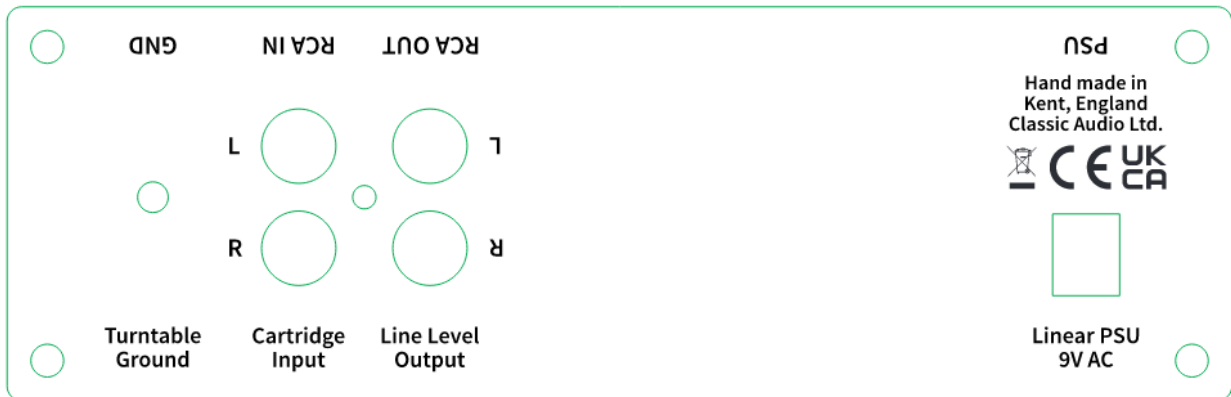 GND
RCA IN
RCA OUT
PSU
Hand made in
Kent, England
Classic Audio Ltd.
CE UK
CA
L
L
R
R
Turntable
Ground
Cartridge
Input
Line Level
Output
Linear PSU
9V AC